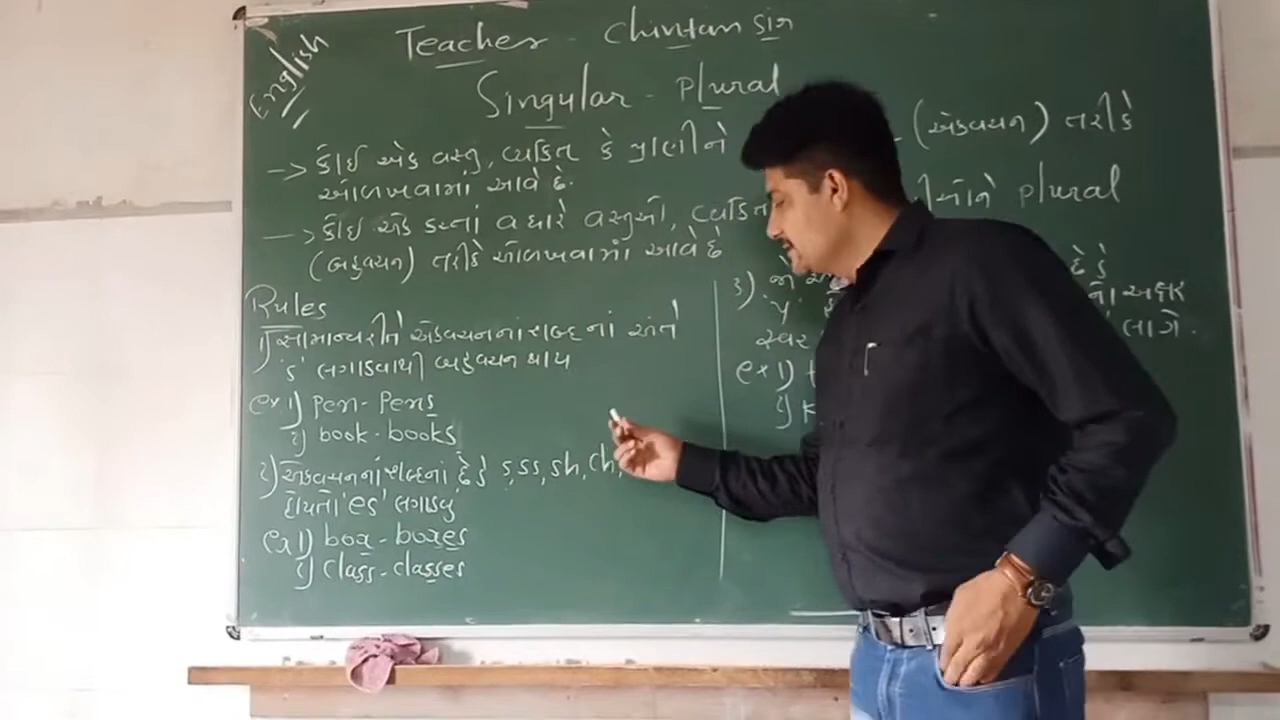 English
Teacher - Chintan sir
Singular - plural
-> કોઈ એક વસ્તુ, વ્યકિત કે પ્રાણીને (એકવચન) તરીકે
ઓળખવામાં આવે છે.
-> કોઈ એક કરતાં વધારે વસ્તુઓ, plural
(બહુવચન) તરીકે ઓળખવામાં આવે છે
Rules
1) સામાન્યરીતે એકવચનનાં શબ્દનાં અંતે
's' લગાડવાથી બહુવચન થાય
ex 1) pen - pens
2) book - books
2) એકવચનનાં શબ્દનાં છેડે s, ss, sh, ch,
હોયતો 'es' લગાડવુ
ex 1) box - boxes
2) class - classes
3) જો છેડે
'y'
સ્વર લાગે.
ex 1)
2) k